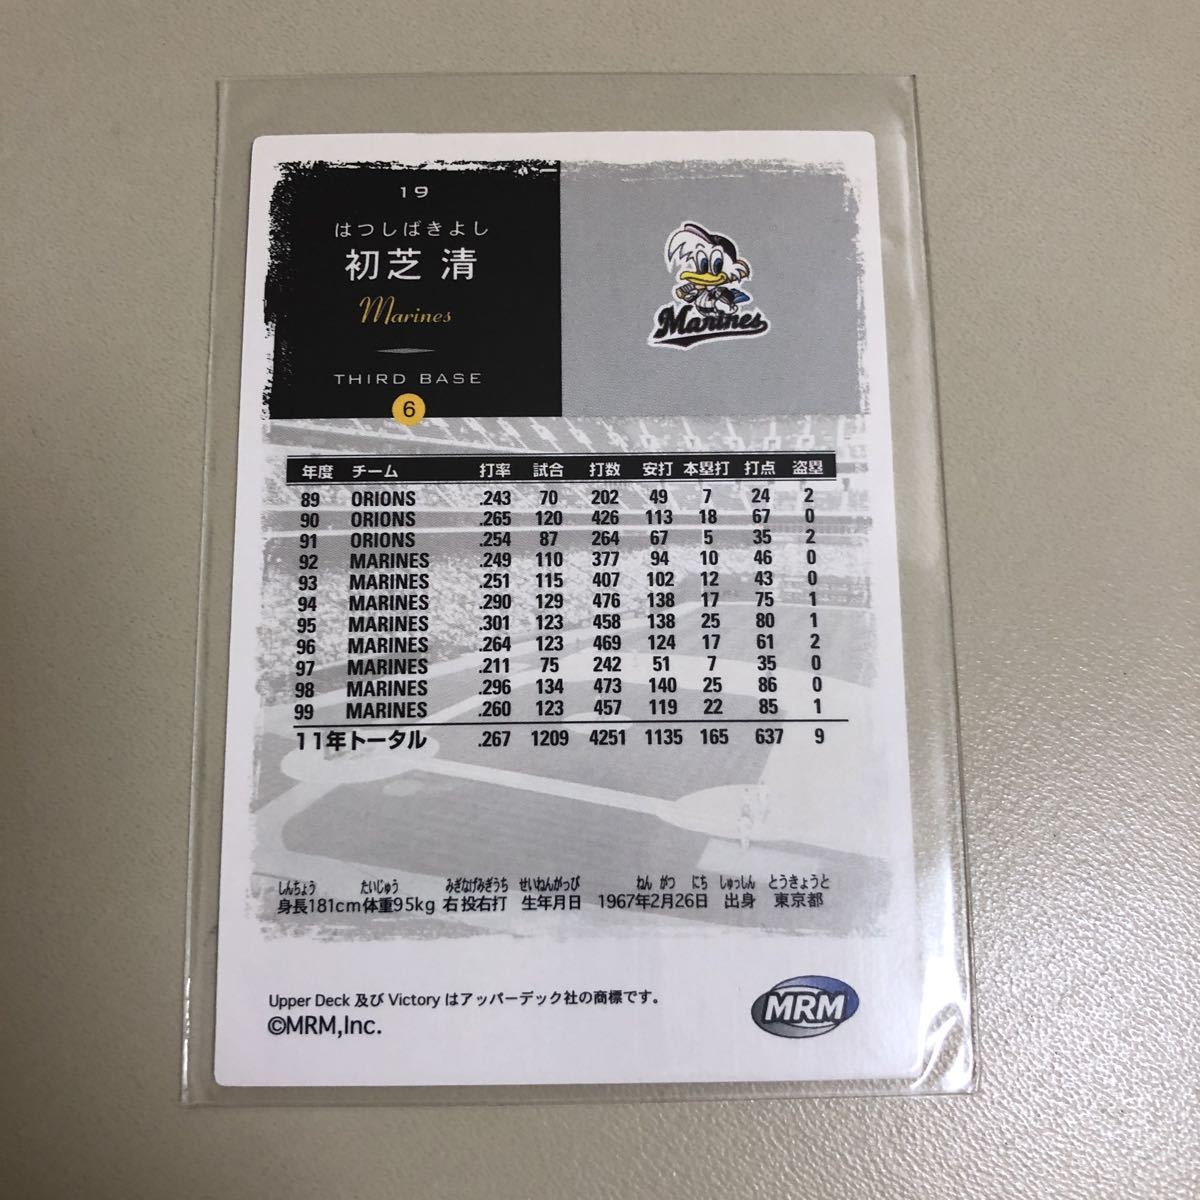 19
はつしばきよし
初芝 清
Marines
THIRD BASE
6
Marines
年度 チーム 打率 試合 打数 安打 本塁打 打点 盗塁
89 ORIONS .243 70 202 49 7 24 2
90 ORIONS .265 120 426 113 18 67 0
91 ORIONS .254 87 264 67 5 35 2
92 MARINES .249 110 377 94 10 46 0
93 MARINES .251 115 407 102 12 43 0
94 MARINES .290 129 476 138 17 75 1
95 MARINES .301 123 458 138 25 80 1
96 MARINES .264 123 469 124 17 61 2
97 MARINES .211 75 242 51 7 35 0
98 MARINES .296 134 473 140 25 86 0
99 MARINES .260 123 457 119 22 85 1
11年トータル .267 1209 4251 1135 165 637 9
しんちょう たいじゅう みぎなげみぎうち せいねんがっぴ ねん がつ にち しゅっしん とうきょうと
身長181cm体重95kg 右投右打 生年月日 1967年2月26日 出身 東京都
Upper Deck 及び Victory はアッパーデック社の商標です。
©MRM,Inc.
MRM